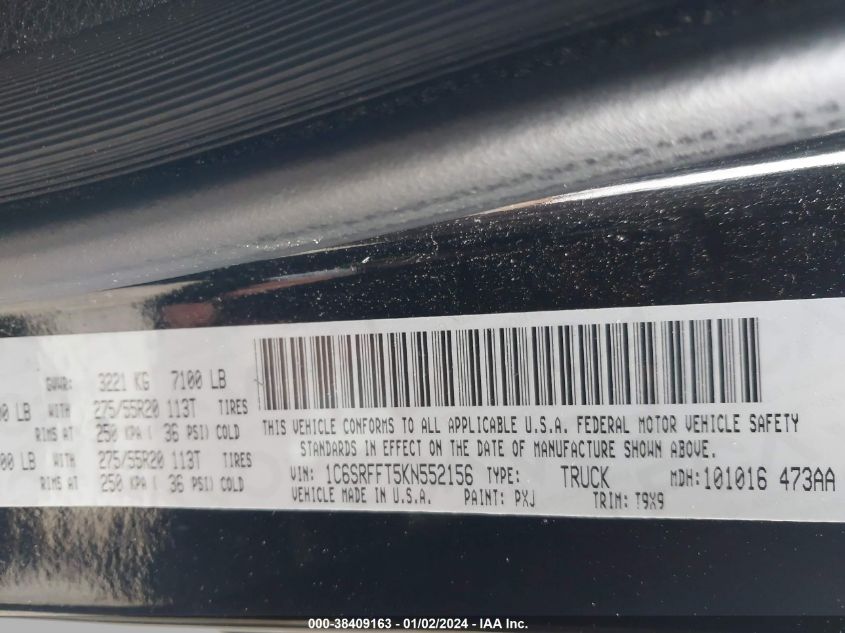 GVWR: 3221 KG 7100 LB
LB WITH 275/55R20 113T TIRES
RIMS AT 250 KPA ( 36 PSI) COLD
LB WITH 275/55R20 113T TIRES
RIMS AT 250 KPA ( 36 PSI) COLD
THIS VEHICLE CONFORMS TO ALL APPLICABLE U.S.A. FEDERAL MOTOR VEHICLE SAFETY
STANDARDS IN EFFECT ON THE DATE OF MANUFACTURE SHOWN ABOVE.
VIN: 1C6SRFFT5KN552156 TYPE: TRUCK MDH:101016 473AA
VEHICLE MADE IN U.S.A. PAINT: PXJ TRIM: T9X9
000-38409163 - 01/02/2024 - IAA Inc.